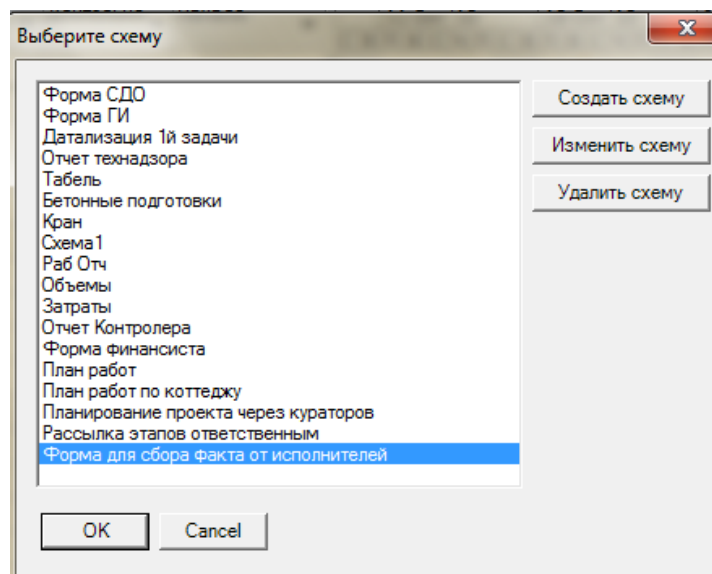 Выберите схему
Форма СДО
Форма ГИ
Датализация 1й задачи
Отчет технадзора
Табель
Бетонные подготовки
Кран
Схема1
Раб Отч
Объемы
Затраты
Отчет Контролера
Форма финансиста
План работ
План работ по коттеджу
Планирование проекта через кураторов
Рассылка этапов ответственным
Форма для сбора факта от исполнителей
Создать схему
Изменить схему
Удалить схему
OK
Cancel